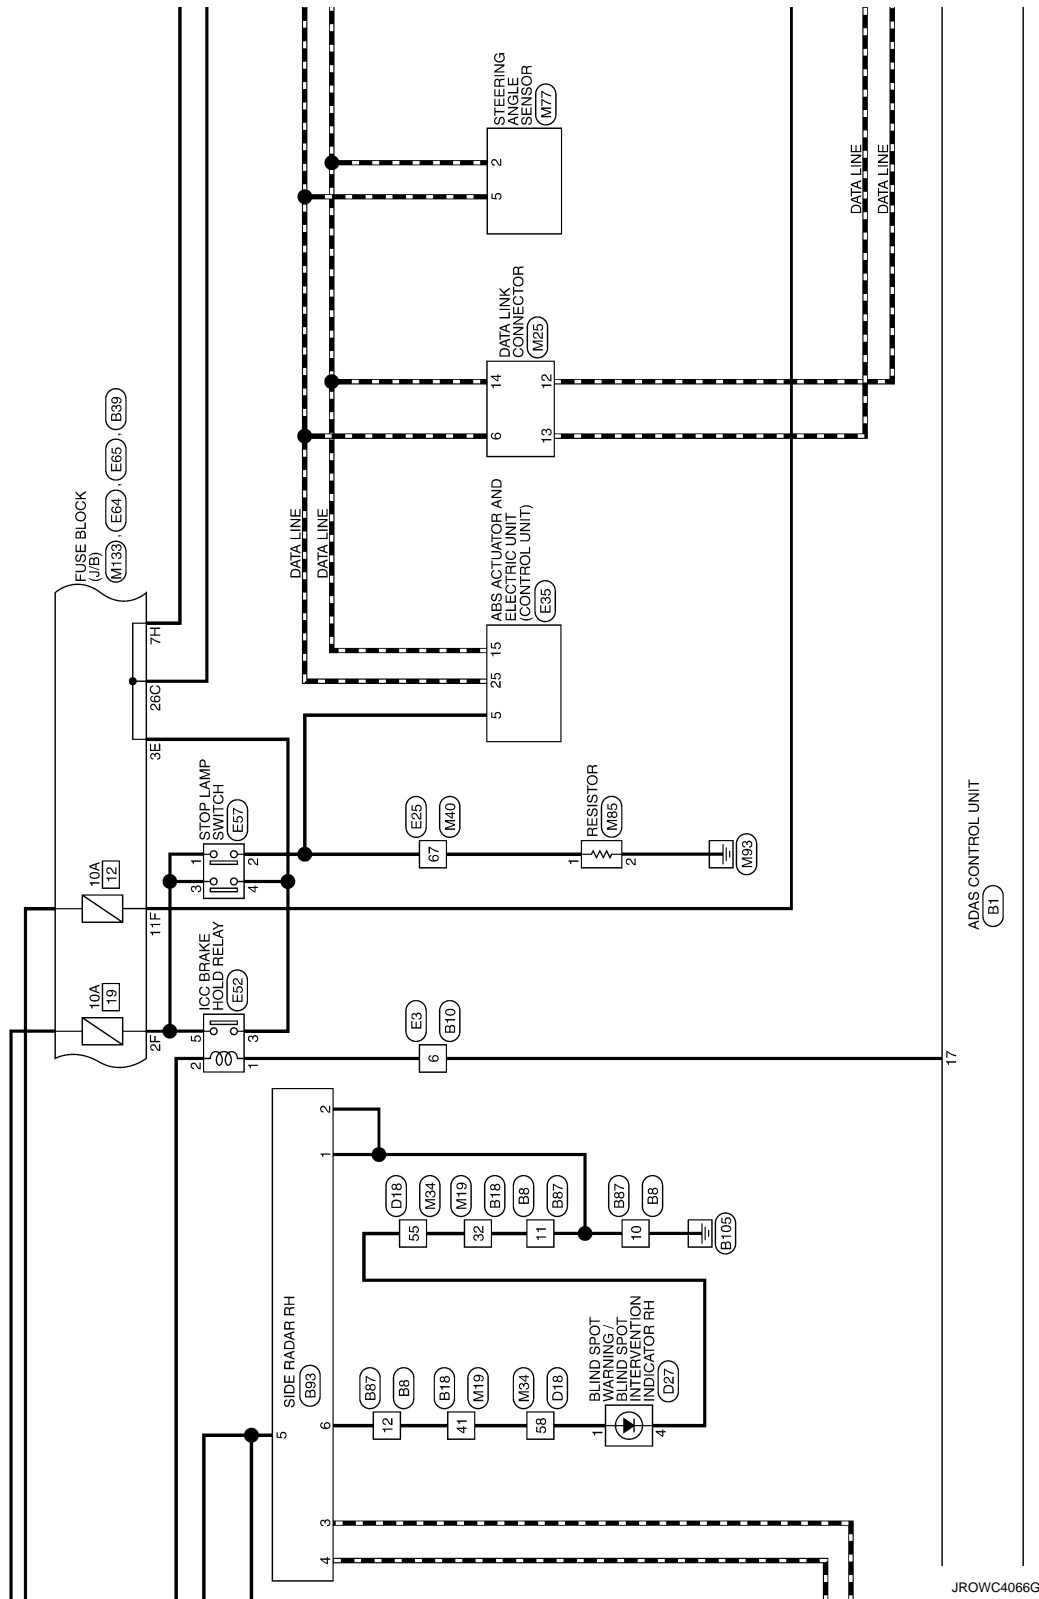 FUSE BLOCK
(J/B)
M133 , E64 , E65 , B39
10A
19
10A
12
2F
11F
3E
26C
7H
ICC BRAKE
HOLD RELAY
E52
2
5
1
3
STOP LAMP
SWITCH
E57
3
1
4
2
DATA LINE
DATA LINE
SIDE RADAR RH
B93
5
4
3
6
1
2
B87
12
B8
B18
41
M19
M34
58
D18
BLIND SPOT
WARNING /
BLIND SPOT
INTERVENTION
INDICATOR RH
D27
1
4
D18
55
M34
M19
32
B18
B8
11
B87
B87
10
B8
B105
E3
6
B10
E25
67
M40
RESISTOR
M85
1
2
M93
ABS ACTUATOR AND
ELECTRIC UNIT
(CONTROL UNIT)
E35
5
25
15
DATA LINK
CONNECTOR
M25
6
14
13
12
STEERING
ANGLE
SENSOR
M77
5
2
DATA LINE
DATA LINE
17
ADAS CONTROL UNIT
B1
JROWC4066G